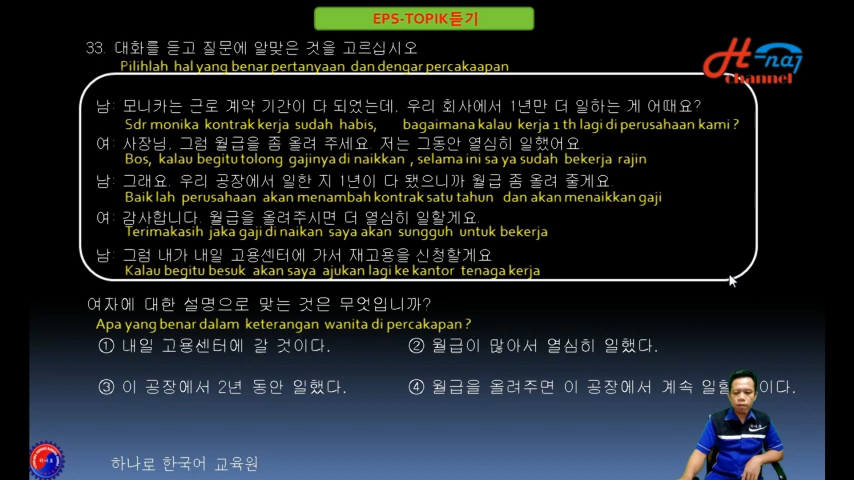 EPS-TOPIK듣기
33. 대화를 듣고 질문에 알맞은 것을 고르십시오
Pilihlah hal yang benar pertanyaan dan dengar percakaapan
H-naj
channel
남: 모니카는 근로 계약 기간이 다 되었는데, 우리 회사에서 1년만 더 일하는 게 어때요?
Sdr monika kontrak kerja sudah habis, bagaimana kalau kerja 1 th lagi di perusahaan kami ?
여: 사장님, 그럼 월급을 좀 올려 주세요. 저는 그동안 열심히 일했어요.
Bos, kalau begitu tolong gajinya di naikkan , selama ini sa ya sudah bekerja rajin
남: 그래요. 우리 공장에서 일한 지 1년이 다 됐으니까 월급 좀 올려 줄게요.
Baik lah perusahaan akan menambah kontrak satu tahun dan akan menaikkan gaji
여: 감사합니다. 월급을 올려주시면 더 열심히 일할게요.
Terimakasih jaka gaji di naikan saya akan sungguh untuk bekerja
남: 그럼 내가 내일 고용센터에 가서 재고용을 신청할게요
Kalau begitu besuk akan saya ajukan lagi ke kantor tenaga kerja
여자에 대한 설명으로 맞는 것은 무엇입니까?
Apa yang benar dalam keterangan wanita di percakapan ?
① 내일 고용센터에 갈 것이다. ② 월급이 많아서 열심히 일했다.
③ 이 공장에서 2년 동안 일했다. ④ 월급을 올려주면 이 공장에서 계속 이다.
하나로 한국어 교육원